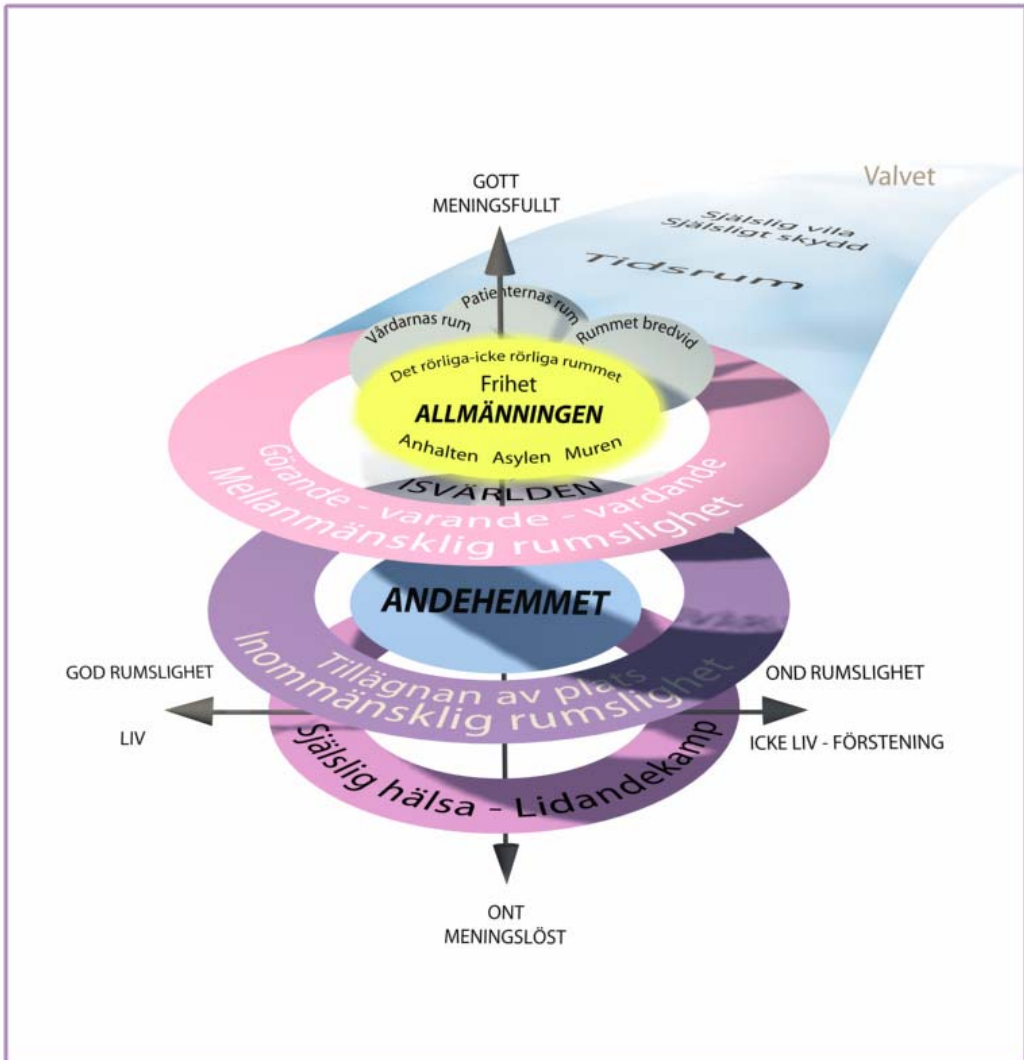 Valvet
GOTT
MENINGSFULLT
Själslig vila
Själsligt skydd
Tidsrum
Patienternas rum
Vårdarnas rum
Rummet bredvid
Det rörliga-icke rörliga rummet
Frihet
ALLMÄNNINGEN
Anhalten Asylen Muren
ISVÄRLDEN
Görande - varande - vardande
Mellanmänsklig rumslighet
ANDEHEMMET
Tillägnan av plats
Inommänsklig rumslighet
GOD RUMSLIGHET
OND RUMSLIGHET
LIV
ICKE LIV - FÖRSTENING
Själslig hälsa - Lidandekamp
ONT
MENINGSLÖST